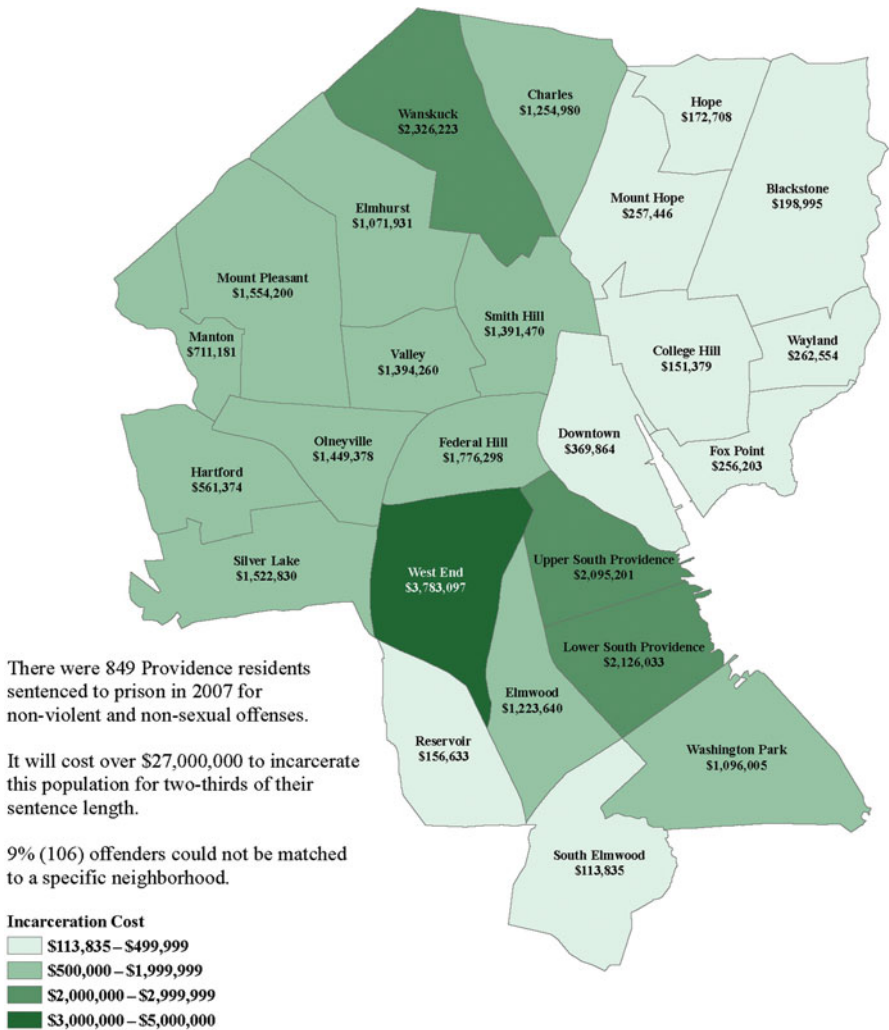 Charles
$1,254,980
Wanskuck
$2,326,223
Hope
$172,708
Blackstone
$198,995
Mount Hope
$257,446
Elmhurst
$1,071,931
Mount Pleasant
$1,554,200
Smith Hill
$1,391,470
Manton
$711,181
Valley
$1,394,260
College Hill
$151,379
Wayland
$262,554
Olneyville
$1,449,378
Federal Hill
$1,776,298
Downtown
$369,864
Fox Point
$256,203
Hartford
$561,374
Silver Lake
$1,522,830
West End
$3,783,097
Upper South Providence
$2,095,201
Lower South Providence
$2,126,033
Elmwood
$1,223,640
Reservoir
$156,633
Washington Park
$1,096,005
South Elmwood
$113,835
There were 849 Providence residents
sentenced to prison in 2007 for
non-violent and non-sexual offenses.
It will cost over $27,000,000 to incarcerate
this population for two-thirds of their
sentence length.
9% (106) offenders could not be matched
to a specific neighborhood.
Incarceration Cost
$113,835 – $499,999
$500,000 – $1,999,999
$2,000,000 – $2,999,999
$3,000,000 – $5,000,000